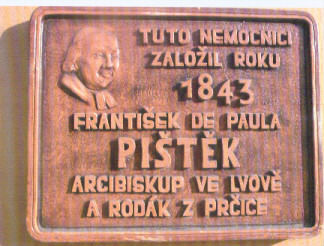 TUTO NEMOCNICI
ZALOŽIL ROKU
1843
FRANTIŠEK DE PAULA
PIŠTĚK
ARCIBISKUP VE LVOVĚ
A RODÁK Z PRČICE